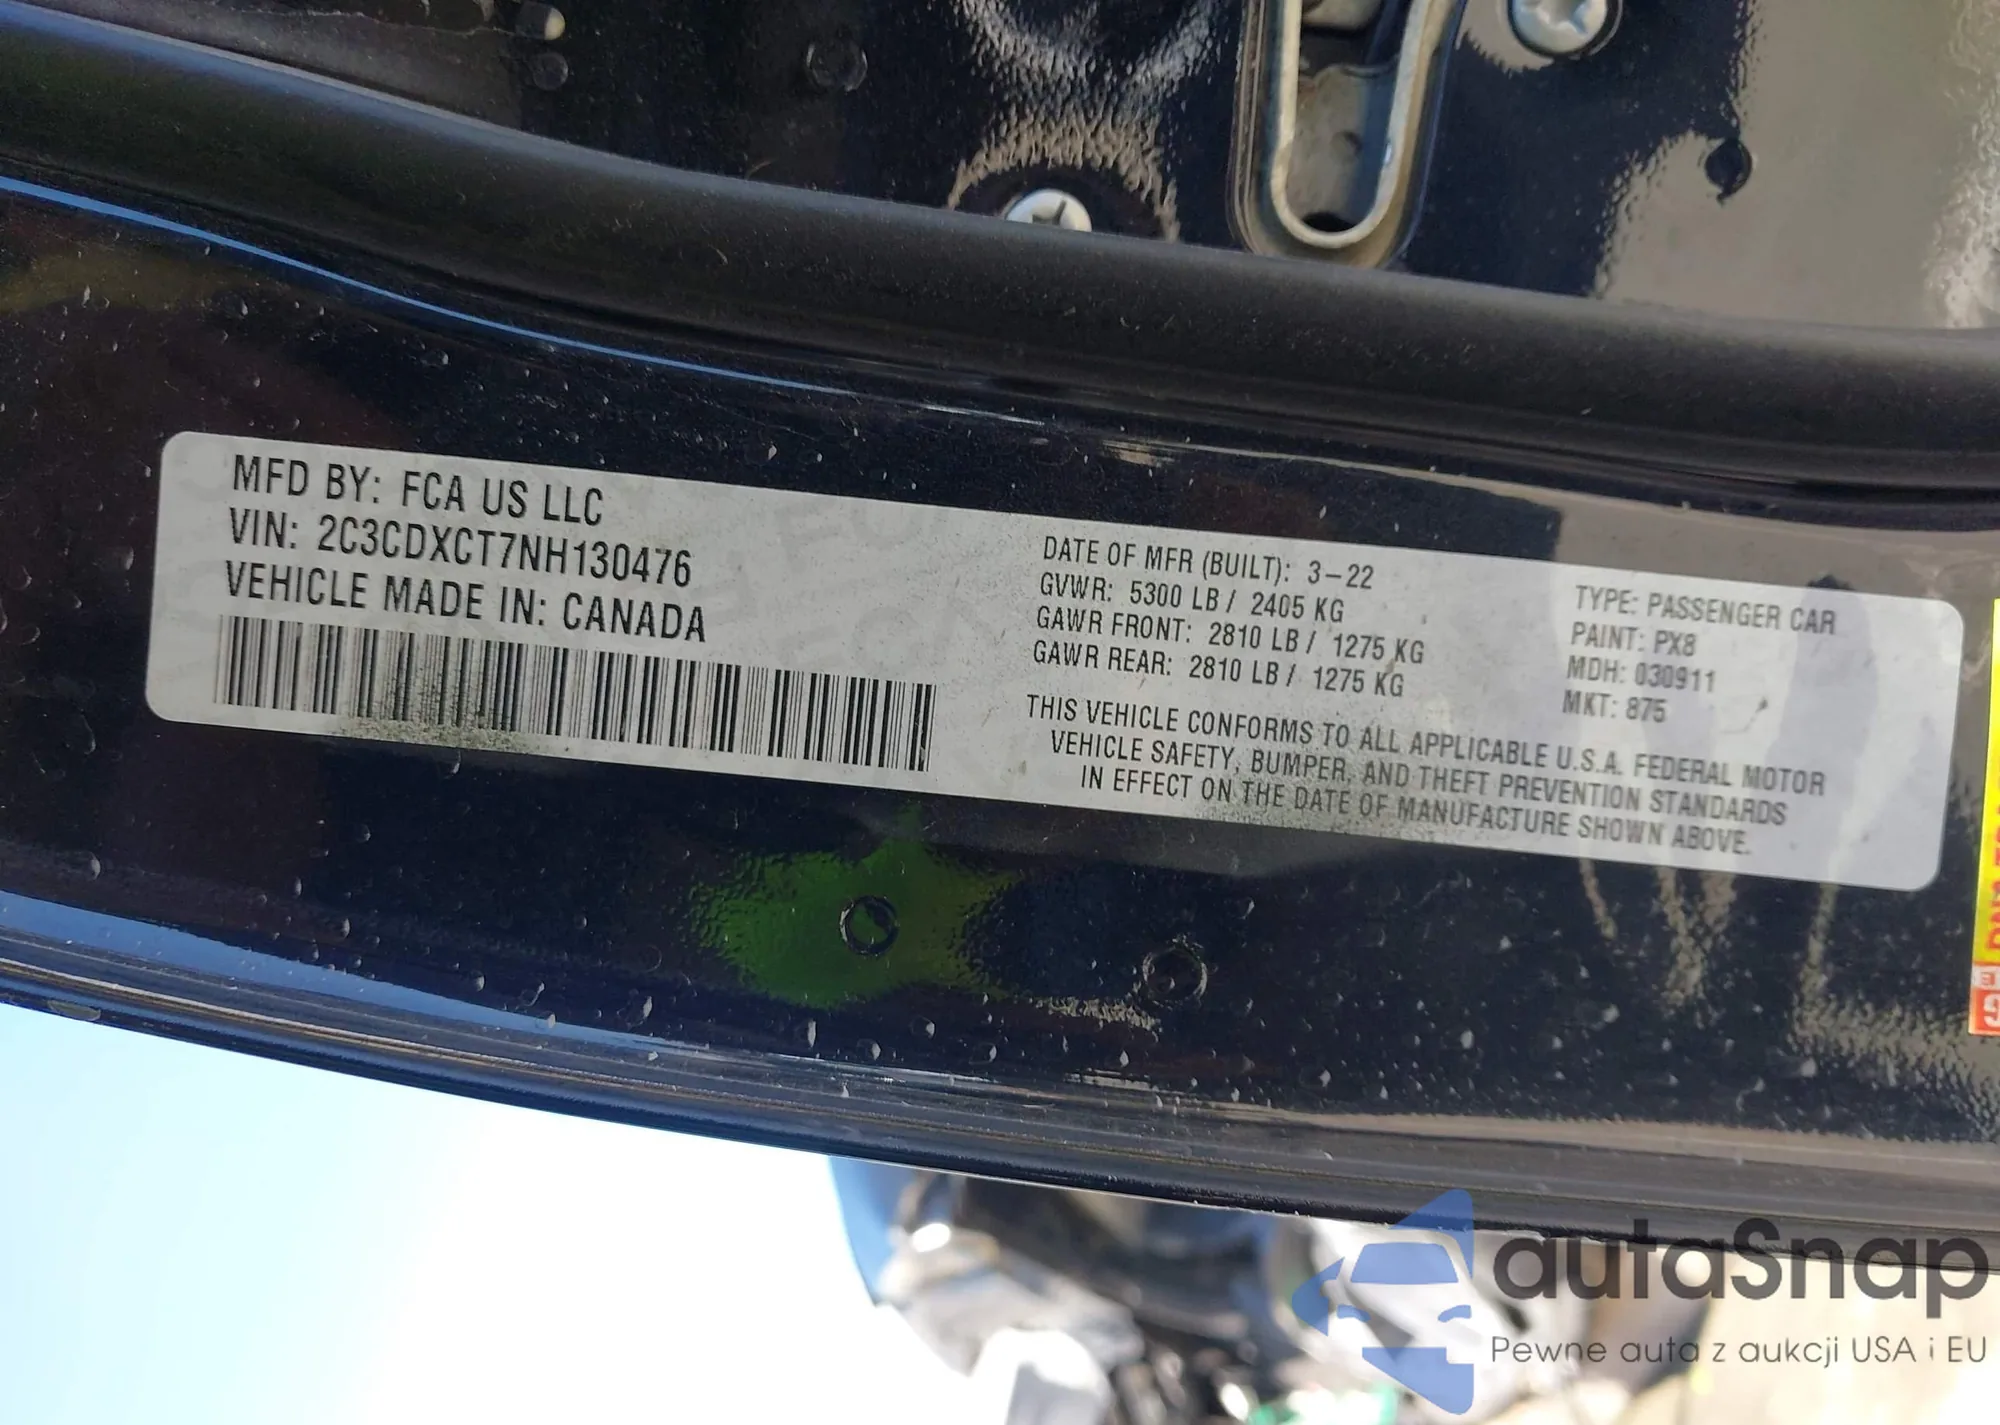 MFD BY: FCA US LLC
VIN: 2C3CDXCT7NH130476
VEHICLE MADE IN: CANADA
DATE OF MFR (BUILT): 3-22
GVWR: 5300 LB / 2405 KG
GAWR FRONT: 2810 LB / 1275 KG
GAWR REAR: 2810 LB / 1275 KG
TYPE: PASSENGER CAR
PAINT: PX8
MDH: 030911
MKT: 875
THIS VEHICLE CONFORMS TO ALL APPLICABLE U.S.A. FEDERAL MOTOR
VEHICLE SAFETY, BUMPER, AND THEFT PREVENTION STANDARDS
IN EFFECT ON THE DATE OF MANUFACTURE SHOWN ABOVE.
autaSnap
Pewne auta z aukcji USA i EU